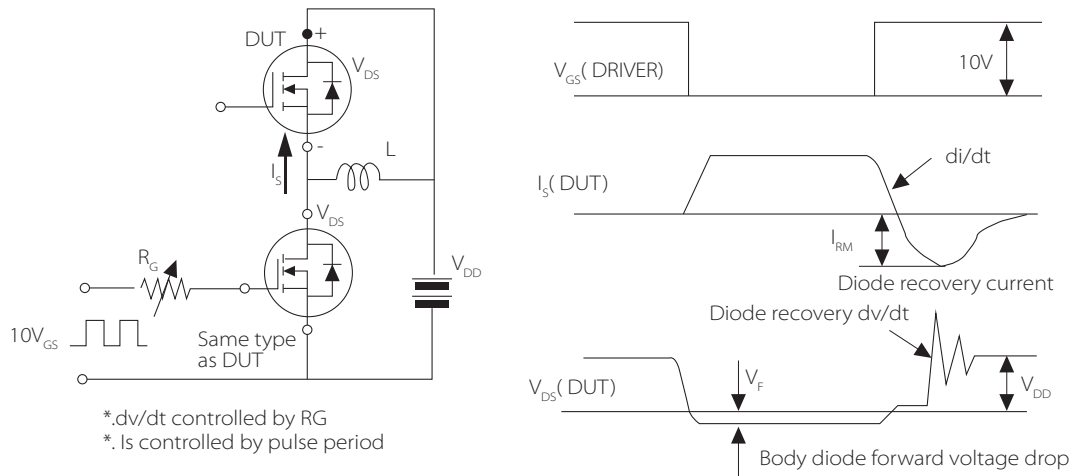 DUT
+
V_DS
-
I_S
L
V_DS
R_G
V_DD
10V_GS
Same type
as DUT
*.dv/dt controlled by RG
*. Is controlled by pulse period
V_GS( DRIVER)
10V
I_S( DUT)
di/dt
I_RM
Diode recovery current
Diode recovery dv/dt
V_DS( DUT)
V_F
V_DD
Body diode forward voltage drop